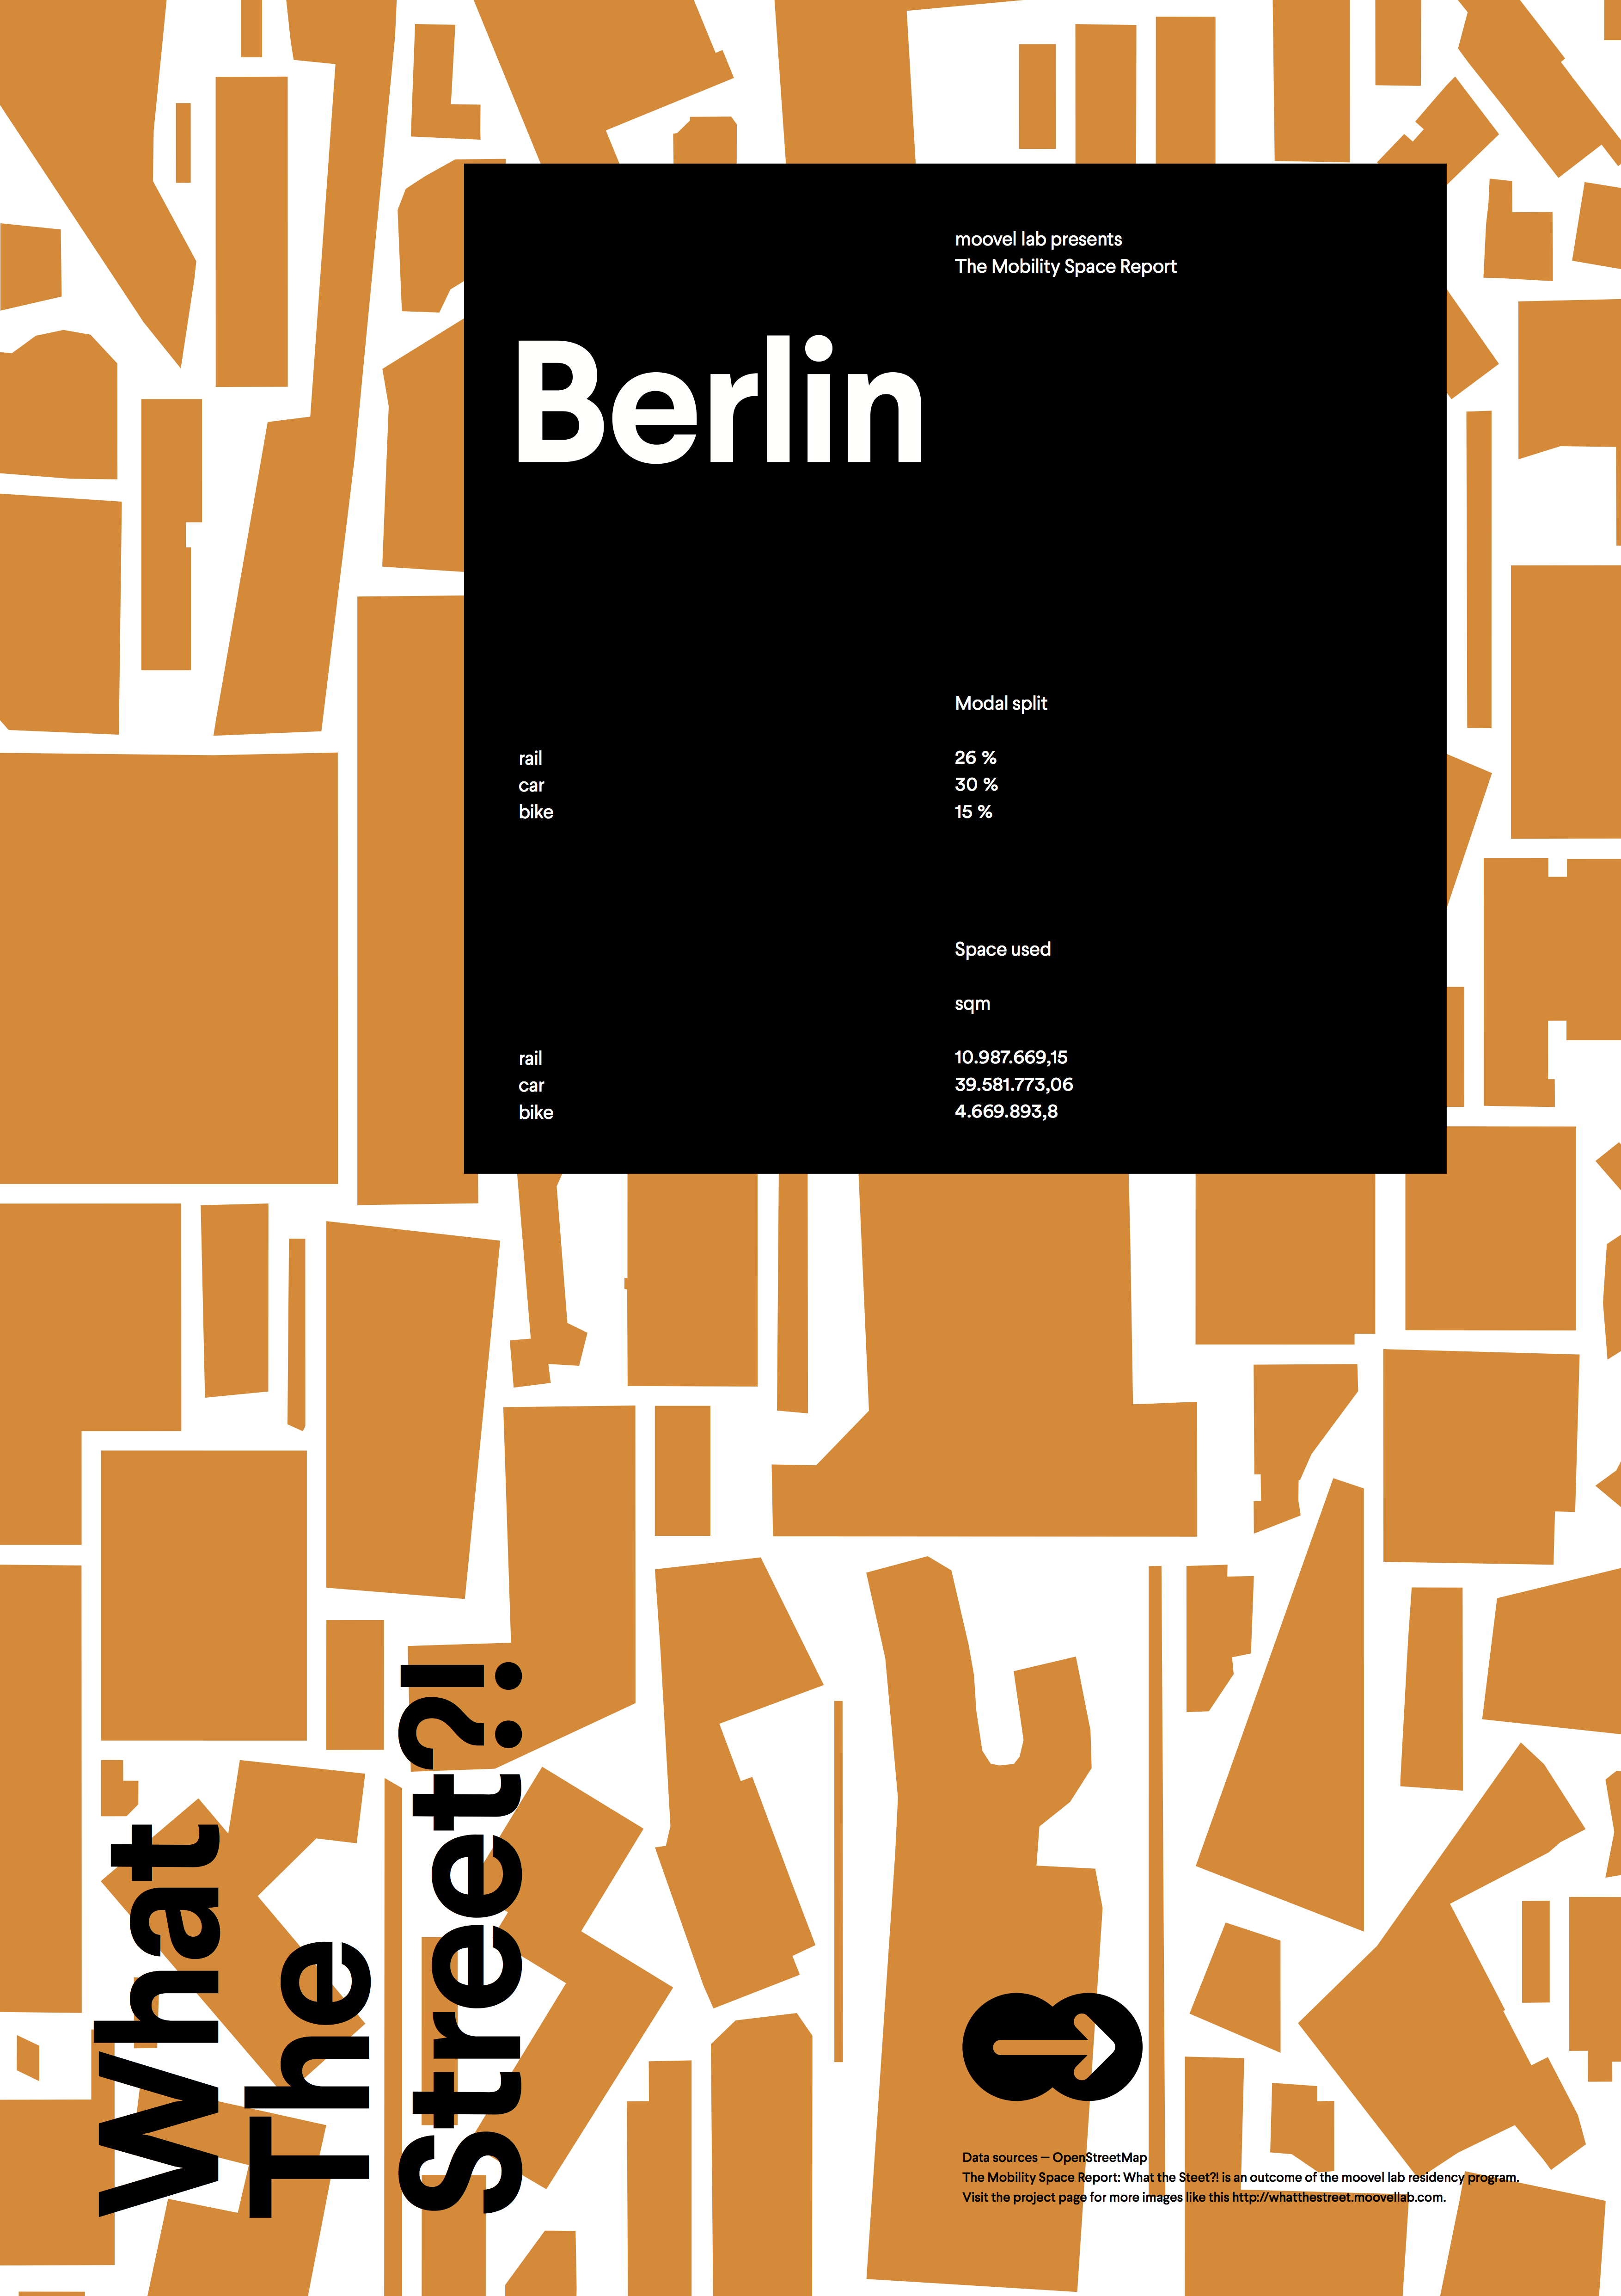 moovel lab presents
The Mobility Space Report
Berlin
Modal split
rail 26 %
car 30 %
bike 15 %
Space used
sqm
rail 10.987.669,15
car 39.581.773,06
bike 4.669.893,8
What
The
Street?!
Data sources — OpenStreetMap
The Mobility Space Report: What the Steet?! is an outcome of the moovel lab residency program.
Visit the project page for more images like this http://whatthestreet.moovellab.com.